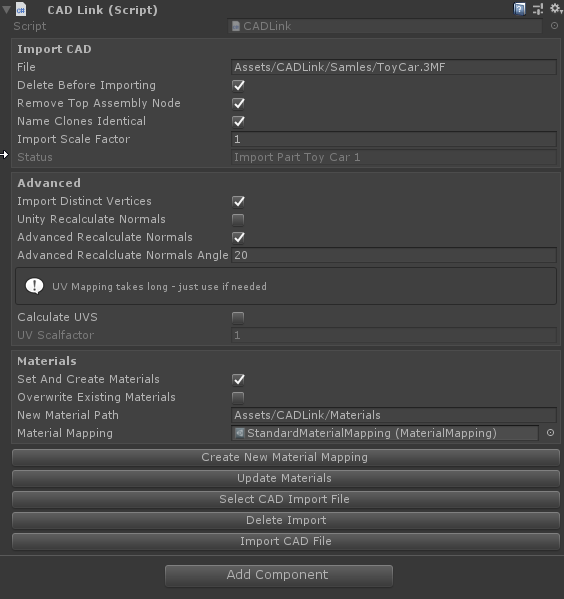 CAD Link (Script)
Script CADLink
Import CAD
File Assets/CADLink/Samles/ToyCar.3MF
Delete Before Importing
Remove Top Assembly Node
Name Clones Identical
Import Scale Factor 1
Status Import Part Toy Car 1
Advanced
Import Distinct Vertices
Unity Recalculate Normals
Advanced Recalculate Normals
Advanced Recalcluate Normals Angle 20
UV Mapping takes long - just use if needed
Calculate UVS
UV Scalfactor 1
Materials
Set And Create Materials
Overwrite Existing Materials
New Material Path Assets/CADLink/Materials
Material Mapping StandardMaterialMapping (MaterialMapping)
Create New Material Mapping
Update Materials
Select CAD Import File
Delete Import
Import CAD File
Add Component